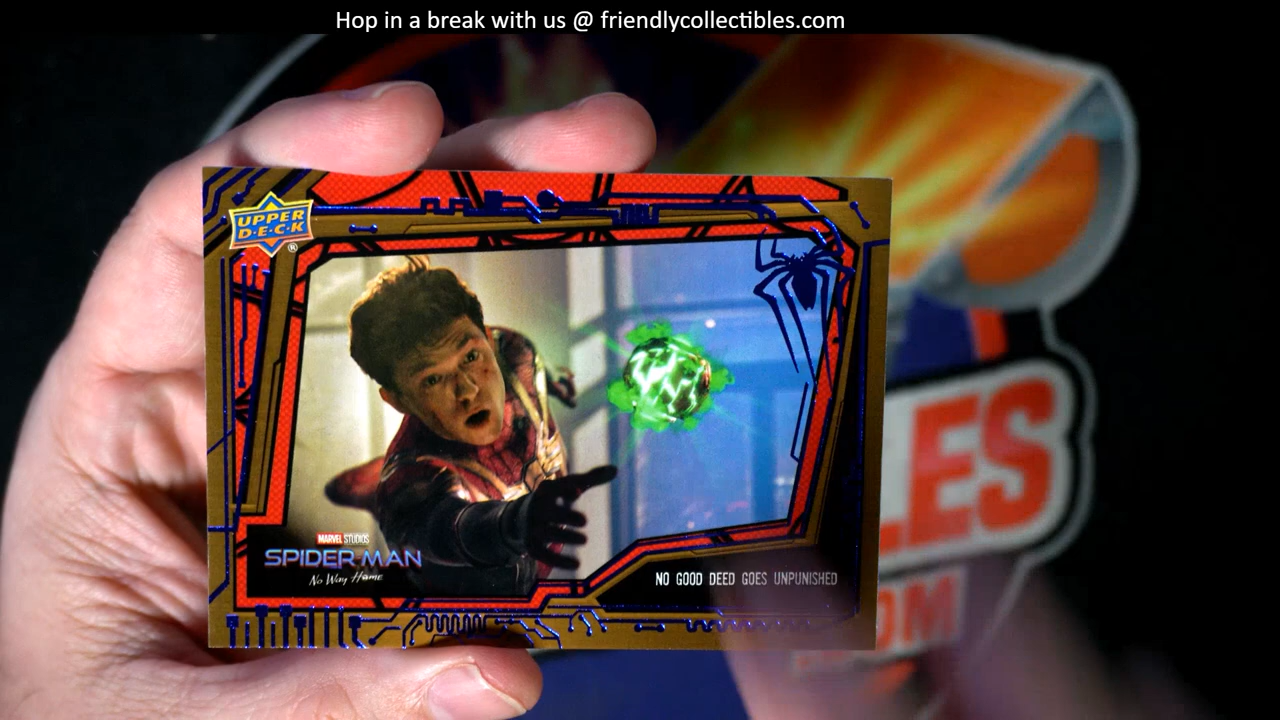 Hop in a break with us @ friendlycollectibles.com
UPPER
D·E·C·K
®
MARVEL STUDIOS
SPIDER-MAN
No Way Home
NO GOOD DEED GOES UNPUNISHED
LES
OM